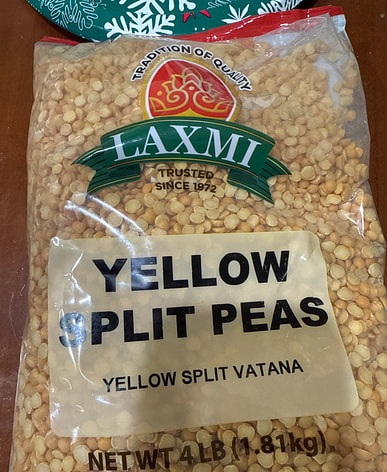 TRADITION OF QUALITY
LAXMI
TRUSTED
SINCE 1972
YELLOW
SPLIT PEAS
YELLOW SPLIT VATANA
NET WT 4 LB (1.81kg)